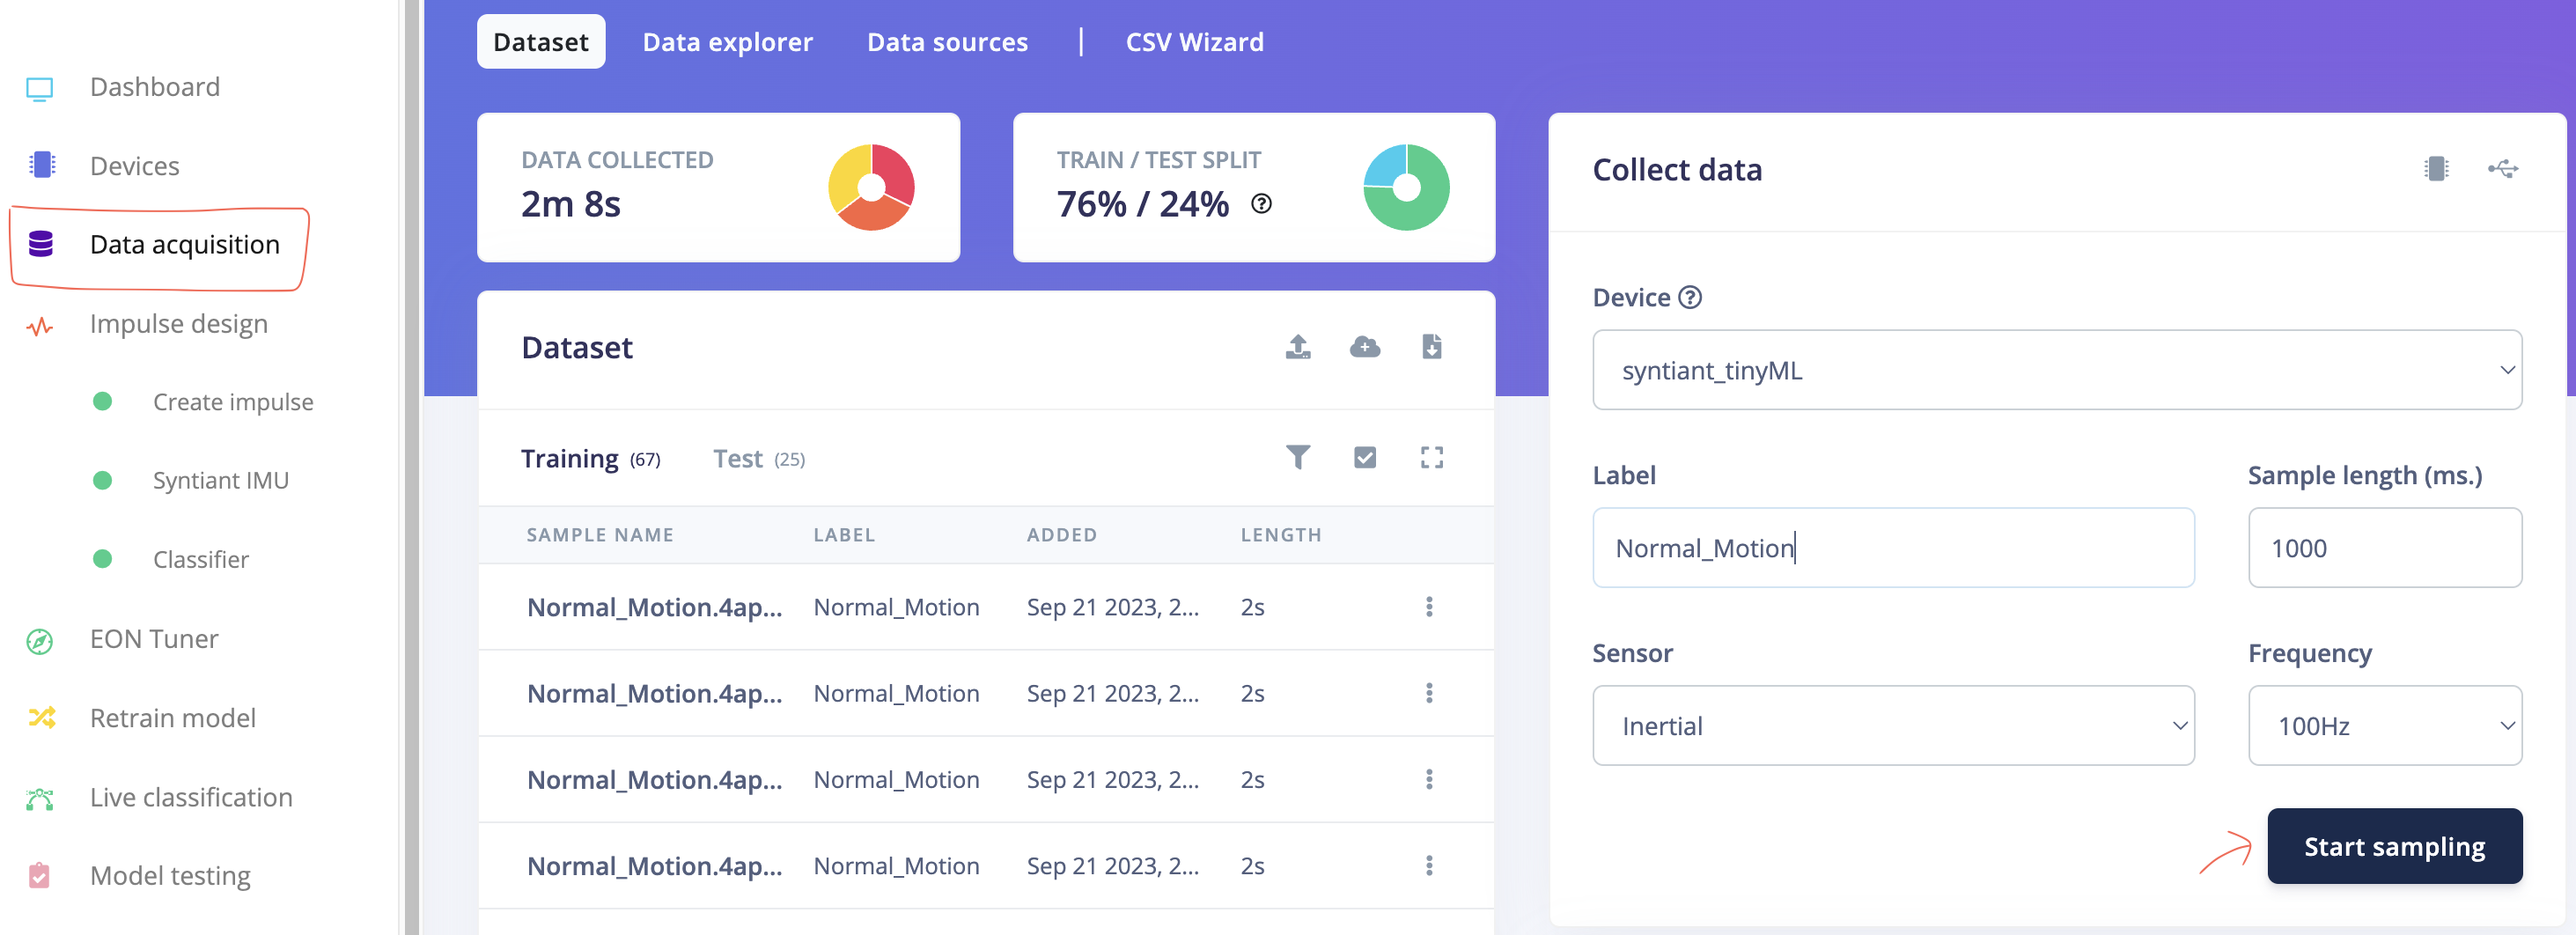 Dashboard
Devices
Data acquisition
Impulse design
Create impulse
Syntiant IMU
Classifier
EON Tuner
Retrain model
Live classification
Model testing
Dataset Data explorer Data sources | CSV Wizard
DATA COLLECTED
2m 8s
TRAIN / TEST SPLIT
76% / 24%
Dataset
Training (67) Test (25)
SAMPLE NAME LABEL ADDED LENGTH
Normal_Motion.4ap... Normal_Motion Sep 21 2023, 2... 2s
Normal_Motion.4ap... Normal_Motion Sep 21 2023, 2... 2s
Normal_Motion.4ap... Normal_Motion Sep 21 2023, 2... 2s
Normal_Motion.4ap... Normal_Motion Sep 21 2023, 2... 2s
Collect data
Device
syntiant_tinyML
Label Sample length (ms.)
Normal_Motion 1000
Sensor Frequency
Inertial 100Hz
Start sampling